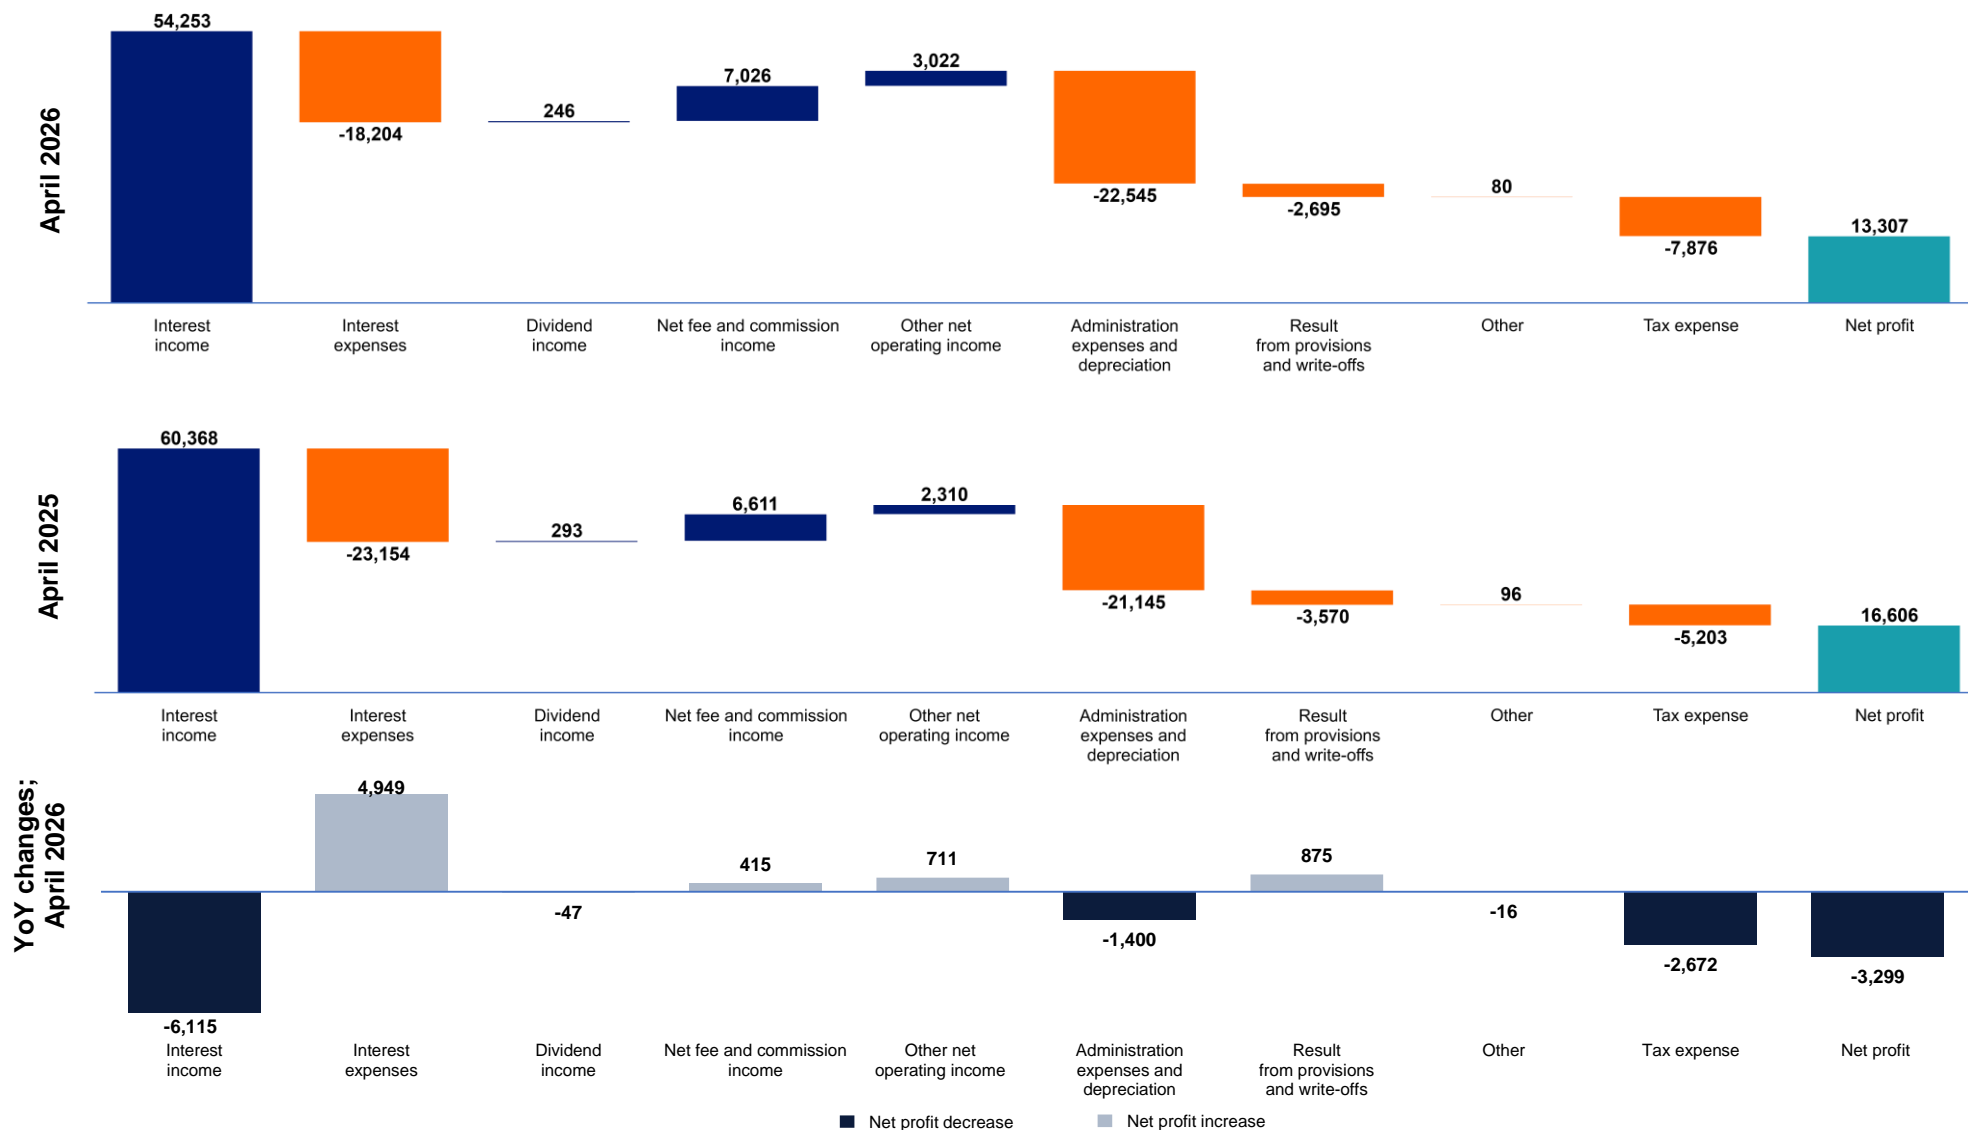 April 2026
54,253
-18,204
246
7,026
3,022
-22,545
-2,695
80
-7,876
13,307
Interest
income
Interest
expenses
Dividend
income
Net fee and commission
income
Other net
operating income
Administration
expenses and
depreciation
Result
from provisions
and write-offs
Other
Tax expense
Net profit
April 2025
60,368
-23,154
293
6,611
2,310
-21,145
-3,570
96
-5,203
16,606
Interest
income
Interest
expenses
Dividend
income
Net fee and commission
income
Other net
operating income
Administration
expenses and
depreciation
Result
from provisions
and write-offs
Other
Tax expense
Net profit
YoY changes;
April 2026
-6,115
4,949
-47
415
711
-1,400
875
-16
-2,672
-3,299
Interest
income
Interest
expenses
Dividend
income
Net fee and commission
income
Other net
operating income
Administration
expenses and
depreciation
Result
from provisions
and write-offs
Other
Tax expense
Net profit
Net profit decrease
Net profit increase